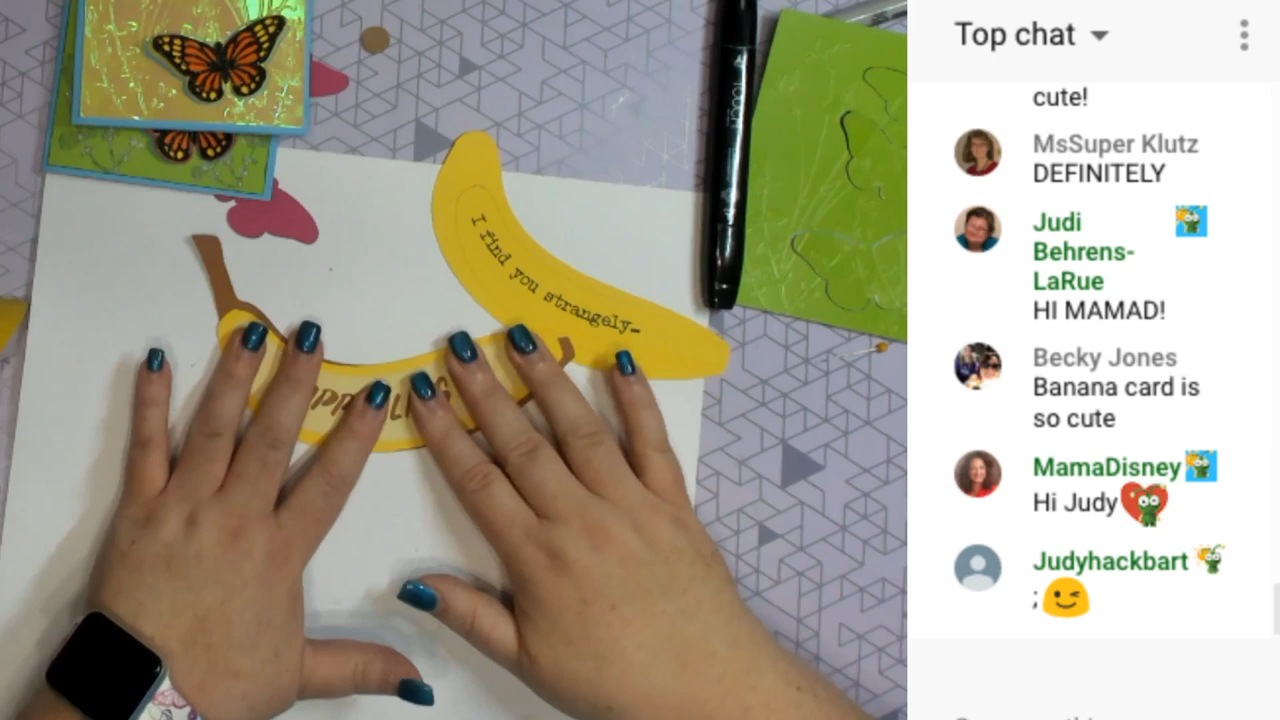 I find you strangely-
TOUCH
Top chat
cute!
MsSuper Klutz
DEFINITELY
Judi
Behrens-
LaRue
HI MAMAD!
Becky Jones
Banana card is
so cute
MamaDisney
Hi Judy
Judyhackbart
;